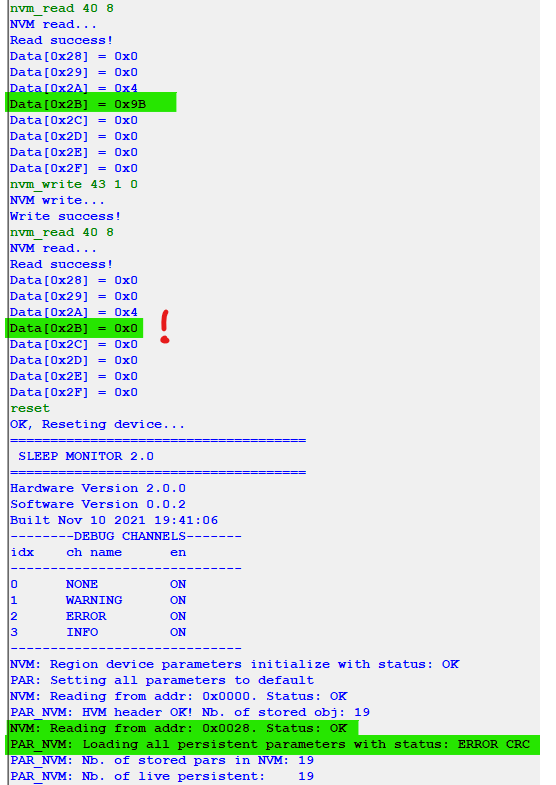 nvm_read 40 8
NVM read...
Read success!
Data[0x28] = 0x0
Data[0x29] = 0x0
Data[0x2A] = 0x4
Data[0x2B] = 0x9B
Data[0x2C] = 0x0
Data[0x2D] = 0x0
Data[0x2E] = 0x0
Data[0x2F] = 0x0
nvm_write 43 1 0
NVM write...
Write success!
nvm_read 40 8
NVM read...
Read success!
Data[0x28] = 0x0
Data[0x29] = 0x0
Data[0x2A] = 0x4
Data[0x2B] = 0x0 !
Data[0x2C] = 0x0
Data[0x2D] = 0x0
Data[0x2E] = 0x0
Data[0x2F] = 0x0
reset
OK, Reseting device...
=====================================
SLEEP MONITOR 2.0
=====================================
Hardware Version 2.0.0
Software Version 0.0.2
Built Nov 10 2021 19:41:06
--------DEBUG CHANNELS-------
idx ch name en
-----------------------------
0 NONE ON
1 WARNING ON
2 ERROR ON
3 INFO ON
-----------------------------
NVM: Region device parameters initialize with status: OK
PAR: Setting all parameters to default
NVM: Reading from addr: 0x0000. Status: OK
PAR_NVM: HVM header OK! Nb. of stored obj: 19
NVM: Reading from addr: 0x0028. Status: OK
PAR_NVM: Loading all persistent parameters with status: ERROR CRC
PAR_NVM: Nb. of stored pars in NVM: 19
PAR_NVM: Nb. of live persistent: 19